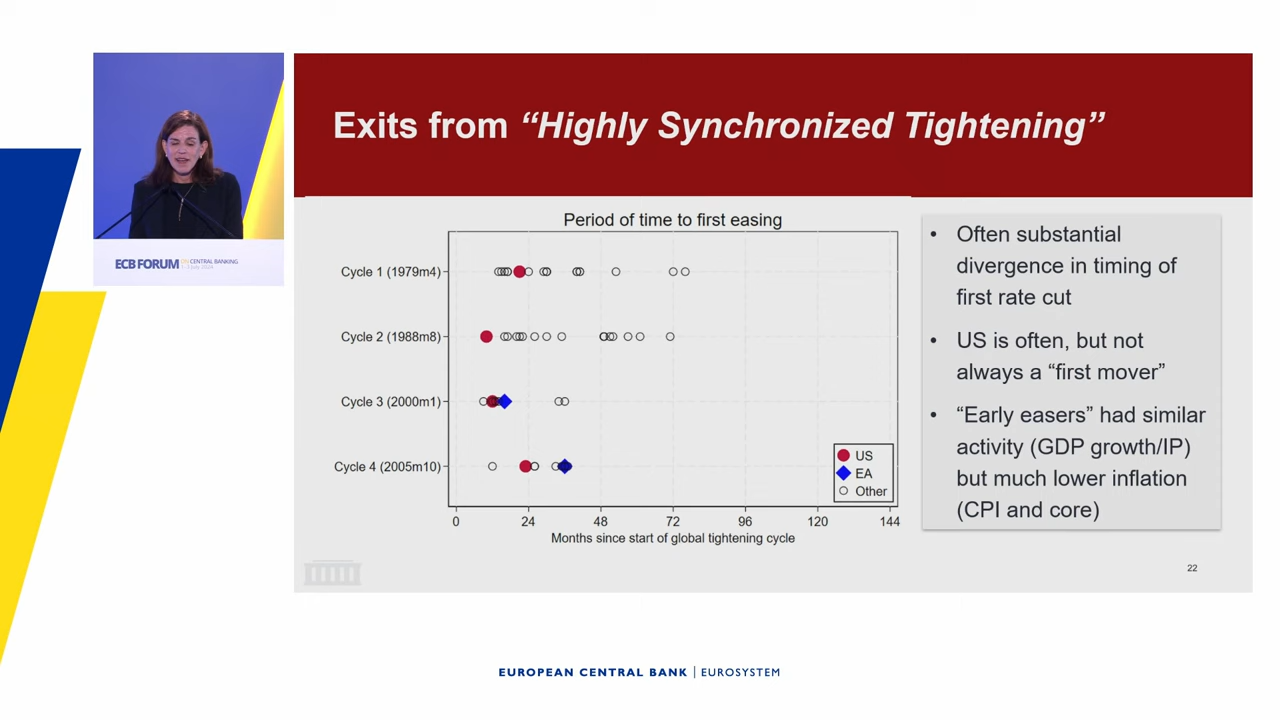 Exits from “Highly Synchronized Tightening”
Period of time to first easing
Cycle 1 (1979m4)
Cycle 2 (1988m8)
Cycle 3 (2000m1)
Cycle 4 (2005m10)
US
EA
Other
0 24 48 72 96 120 144
Months since start of global tightening cycle
• Often substantial
divergence in timing of
first rate cut
• US is often, but not
always a “first mover”
• “Early easers” had similar
activity (GDP growth/IP)
but much lower inflation
(CPI and core)
22
ECB FORUM ON CENTRAL BANKING
1-3 July 2024
EUROPEAN CENTRAL BANK | EUROSYSTEM